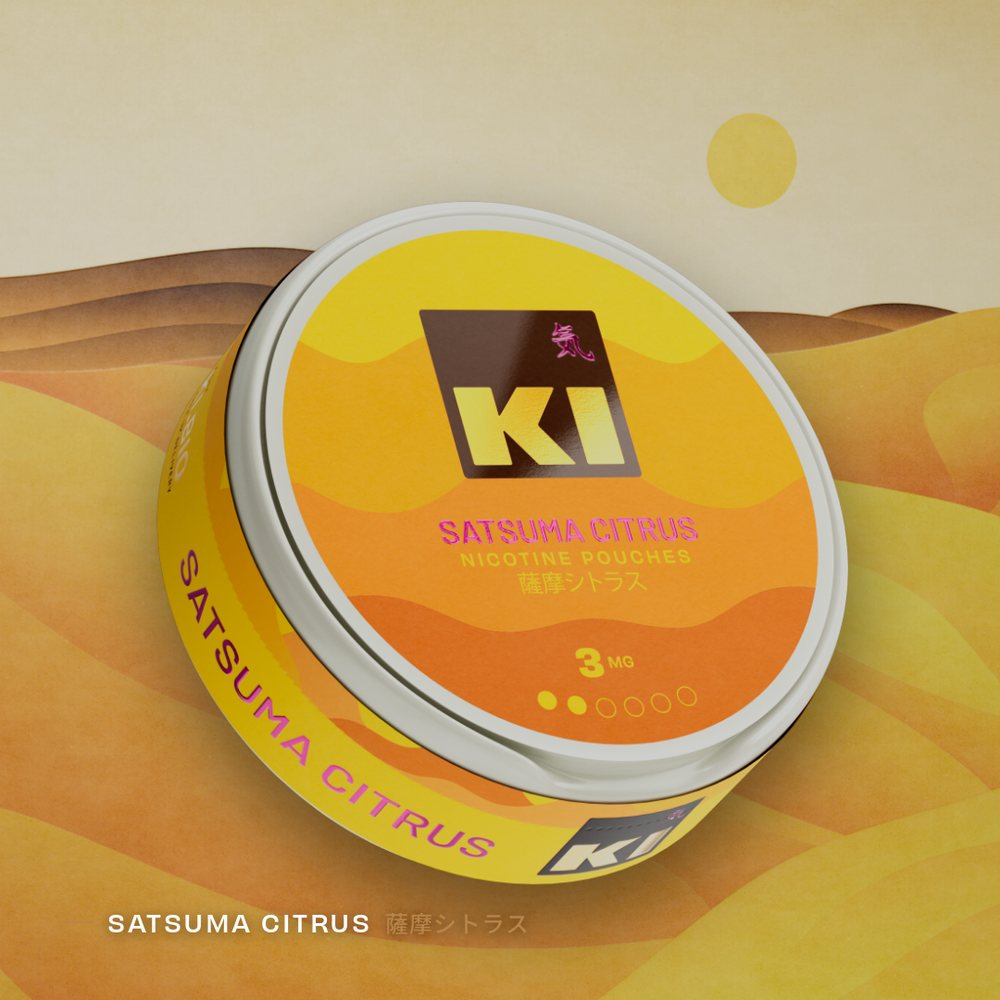 気
KI
SATSUMA CITRUS
NICOTINE POUCHES
薩摩シトラス
3 MG
SATSUMA CITRUS
KI
SATSUMA CITRUS 薩摩シトラス